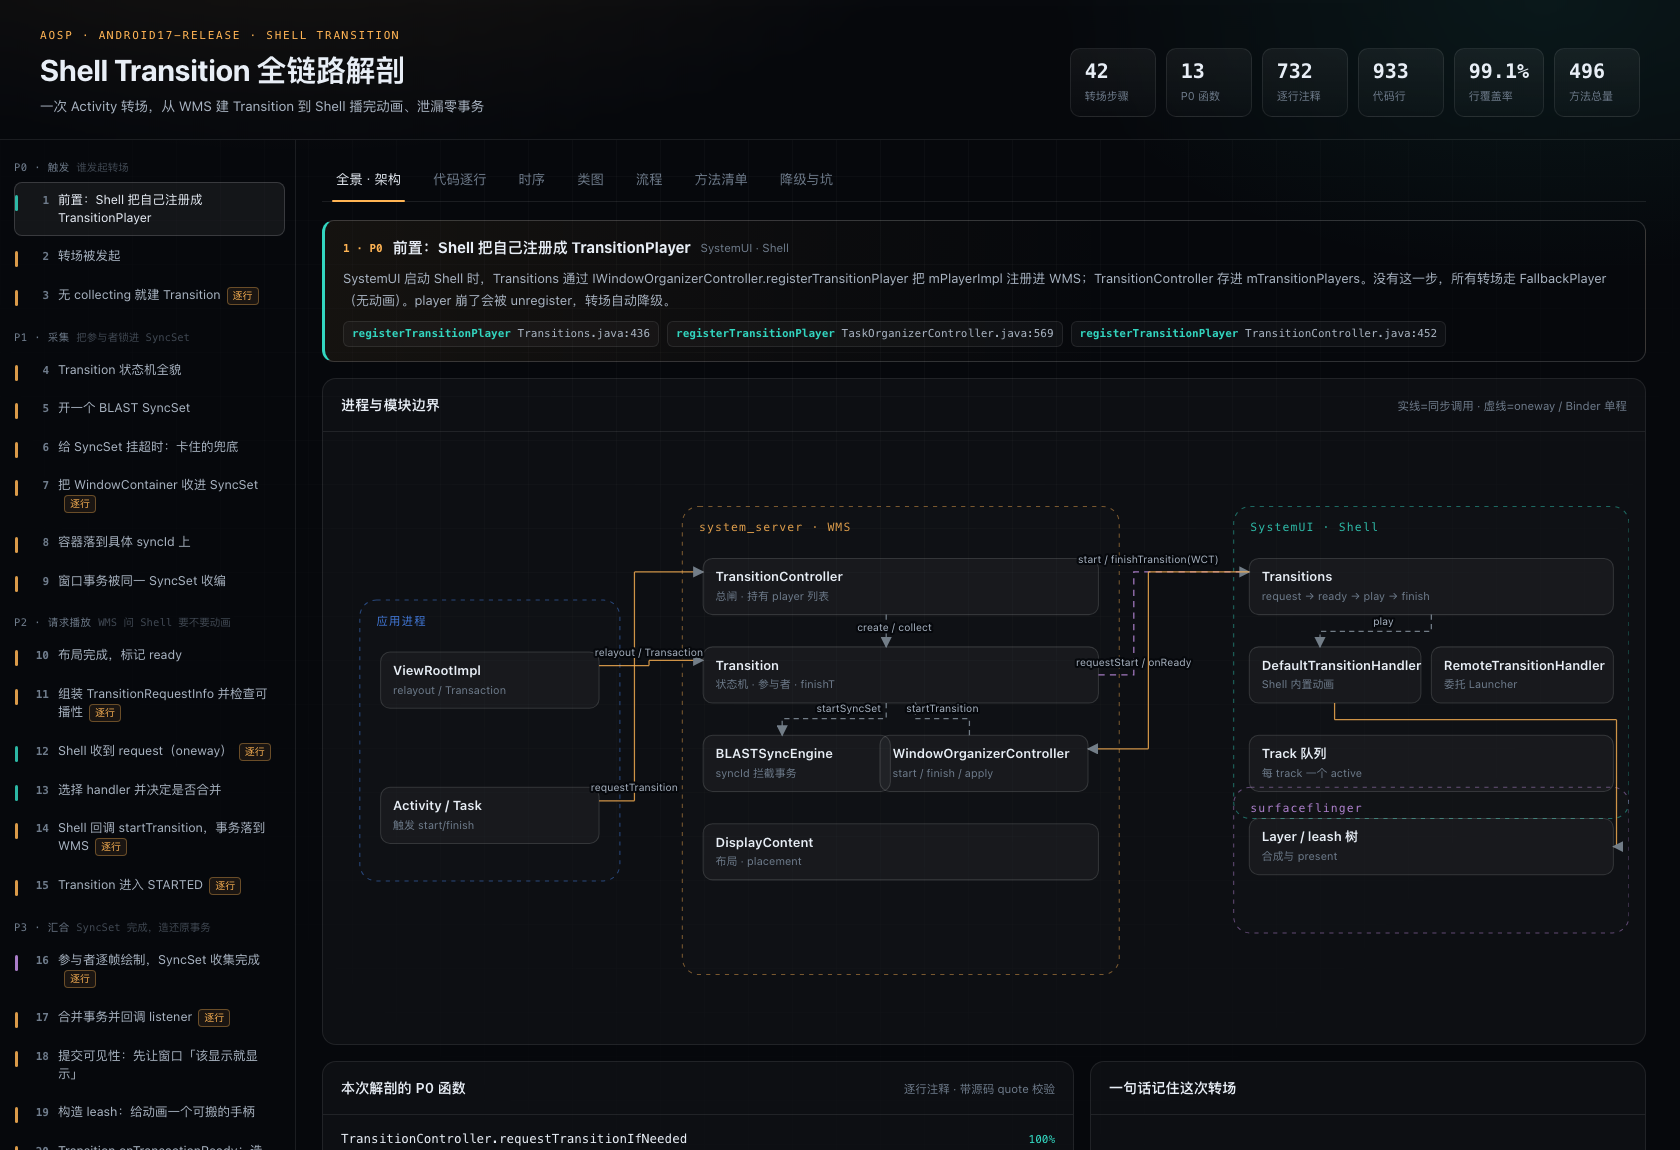 AOSP · ANDROID17-RELEASE · SHELL TRANSITION
Shell Transition 全链路解剖
一次 Activity 转场，从 WMS 建 Transition 到 Shell 播完动画、泄漏零事务
42
转场步骤
13
P0 函数
732
逐行注释
933
代码行
99.1%
行覆盖率
496
方法总量
P0 · 触发 谁发起转场
1 前置：Shell 把自己注册成
TransitionPlayer
2 转场被发起
3 无 collecting 就建 Transition 逐行
P1 · 采集 把参与者锁进 SyncSet
4 Transition 状态机全貌
5 开一个 BLAST SyncSet
6 给 SyncSet 挂超时：卡住的兜底
7 把 WindowContainer 收进 SyncSet
逐行
8 容器落到具体 syncId 上
9 窗口事务被同一 SyncSet 收编
P2 · 请求播放 WMS 问 Shell 要不要动画
10 布局完成，标记 ready
11 组装 TransitionRequestInfo 并检查可
播性 逐行
12 Shell 收到 request（oneway） 逐行
13 选择 handler 并决定是否合并
14 Shell 回调 startTransition，事务落到
WMS 逐行
15 Transition 进入 STARTED 逐行
P3 · 汇合 SyncSet 完成，造还原事务
16 参与者逐帧绘制，SyncSet 收集完成
逐行
17 合并事务并回调 listener 逐行
18 提交可见性：先让窗口「该显示就显
示」
19 构造 leash：给动画一个可搬的手柄
全景 · 架构 代码逐行 时序 类图 流程 方法清单 降级与坑
1 · P0 前置：Shell 把自己注册成 TransitionPlayer SystemUI · Shell
SystemUI 启动 Shell 时，Transitions 通过 IWindowOrganizerController.registerTransitionPlayer 把 mPlayerImpl 注册进 WMS；TransitionController 存进 mTransitionPlayers。没有这一步，所有转场走 FallbackPlayer
（无动画）。player 崩了会被 unregister，转场自动降级。
registerTransitionPlayer Transitions.java:436
registerTransitionPlayer TaskOrganizerController.java:569
registerTransitionPlayer TransitionController.java:452
进程与模块边界
实线=同步调用 · 虚线=oneway / Binder 单程
应用进程
ViewRootImpl
relayout / Transaction
Activity / Task
触发 start/finish
relayout / Transaction
requestTransition
system_server · WMS
TransitionController
总闸 · 持有 player 列表
create / collect
Transition
状态机 · 参与者 · finishT
startSyncSet
startTransition
BLASTSyncEngine
syncId 拦截事务
WindowOrganizerController
start / finish / apply
DisplayContent
布局 · placement
start / finishTransition(WCT)
requestStart / onReady
SystemUI · Shell
Transitions
request → ready → play → finish
play
DefaultTransitionHandler
Shell 内置动画
RemoteTransitionHandler
委托 Launcher
Track 队列
每 track 一个 active
surfaceflinger
Layer / leash 树
合成与 present
本次解剖的 P0 函数
逐行注释 · 带源码 quote 校验
TransitionController.requestTransitionIfNeeded
100%
一句话记住这次转场